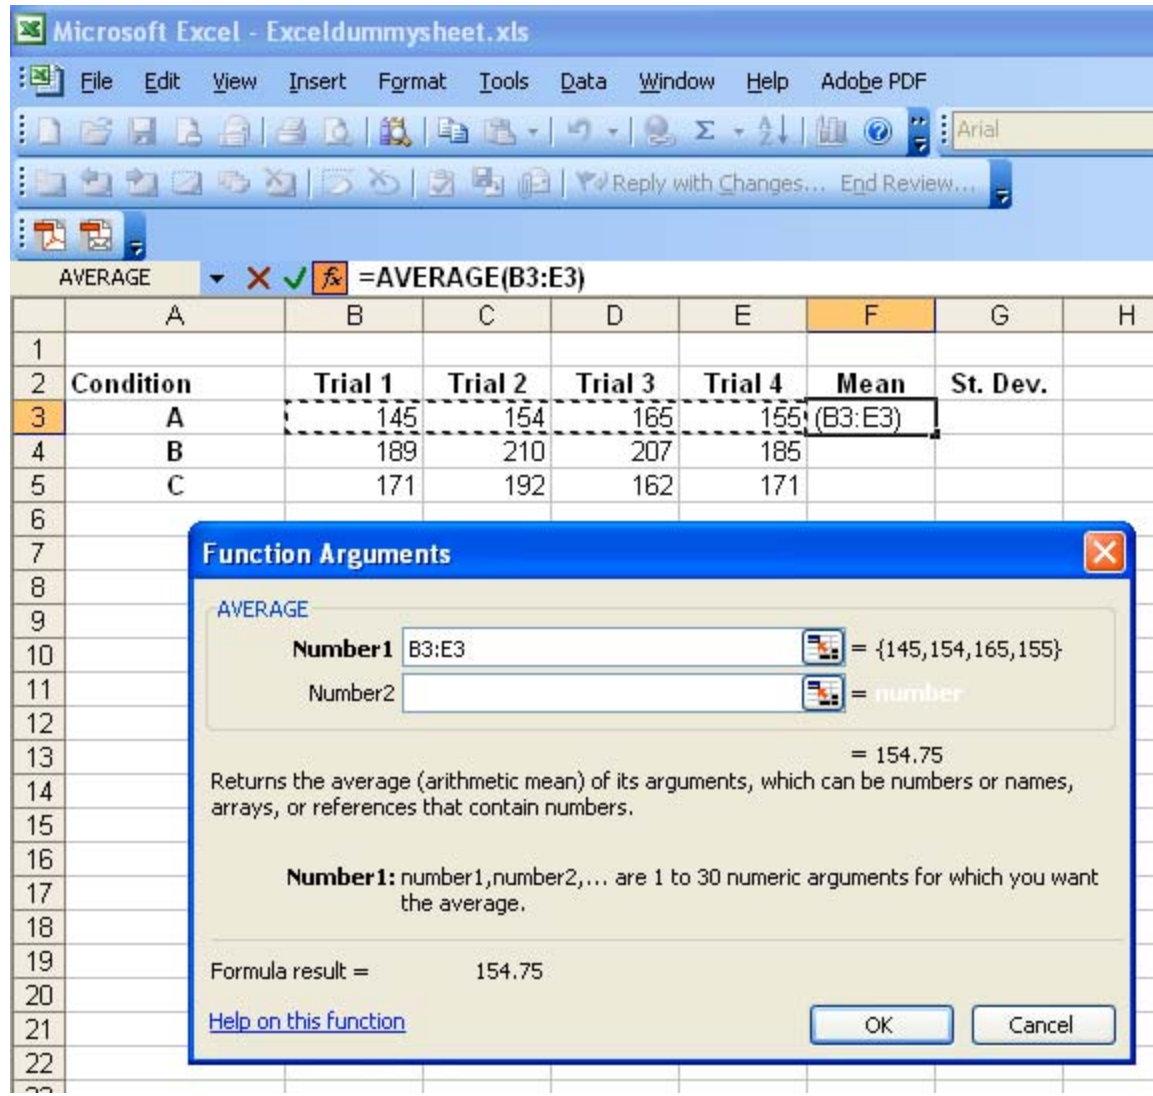 Microsoft Excel - Exceldummysheet.xls
File Edit View Insert Format Tools Data Window Help Adobe PDF
Σ A Z Arial
Reply with Changes... End Review...
AVERAGE fx =AVERAGE(B3:E3)
A B C D E F G H
1
2 Condition Trial 1 Trial 2 Trial 3 Trial 4 Mean St. Dev.
3 A 145 154 165 155 (B3:E3)
4 B 189 210 207 185
5 C 171 192 162 171
6
7 Function Arguments
8
9 AVERAGE
10 Number1 B3:E3 = {145,154,165,155}
11 Number2 = number
12
13 = 154.75
14 Returns the average (arithmetic mean) of its arguments, which can be numbers or names,
15 arrays, or references that contain numbers.
16
17 Number1: number1,number2,... are 1 to 30 numeric arguments for which you want
18 the average.
19 Formula result = 154.75
20
21 Help on this function OK Cancel
22